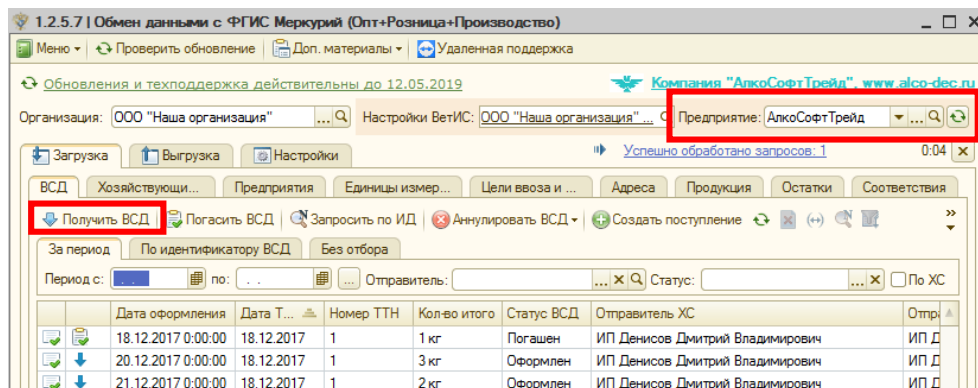 1.2.5.7 | Обмен данными с ФГИС Меркурий (Опт+Розница+Производство)
Меню Проверить обновление Доп. материалы Удаленная поддержка
Обновления и техподдержка действительны до 12.05.2019 Компания "АлкоСофтТрейд", www.alco-dec.ru
Организация: ООО "Наша организация" ... Настройки ВетИС: ООО "Наша организация" ... Предприятие: АлкоСофтТрейд ...
Загрузка Выгрузка Настройки Успешно обработано запросов: 1 0:04
ВСД Хозяйствующи... Предприятия Единицы измер... Цели ввоза и ... Адреса Продукция Остатки Соответствия
Получить ВСД Погасить ВСД Запросить по ИД Аннулировать ВСД Создать поступление
За период По идентификатору ВСД Без отбора
Период с: . . по: . . ... Отправитель: ... Статус: ... По ХС
Дата оформления Дата Т... Номер ТТН Кол-во итого Статус ВСД Отправитель ХС Отпра
18.12.2017 0:00:00 18.12.2017 1 1 кг Погашен ИП Денисов Дмитрий Владимирович ИП Д
20.12.2017 0:00:00 18.12.2017 1 3 кг Оформлен ИП Денисов Дмитрий Владимирович ИП Д
21.12.2017 0:00:00 18.12.2017 1 2 кг Оформлен ИП Денисов Дмитрий Владимирович ИП Д